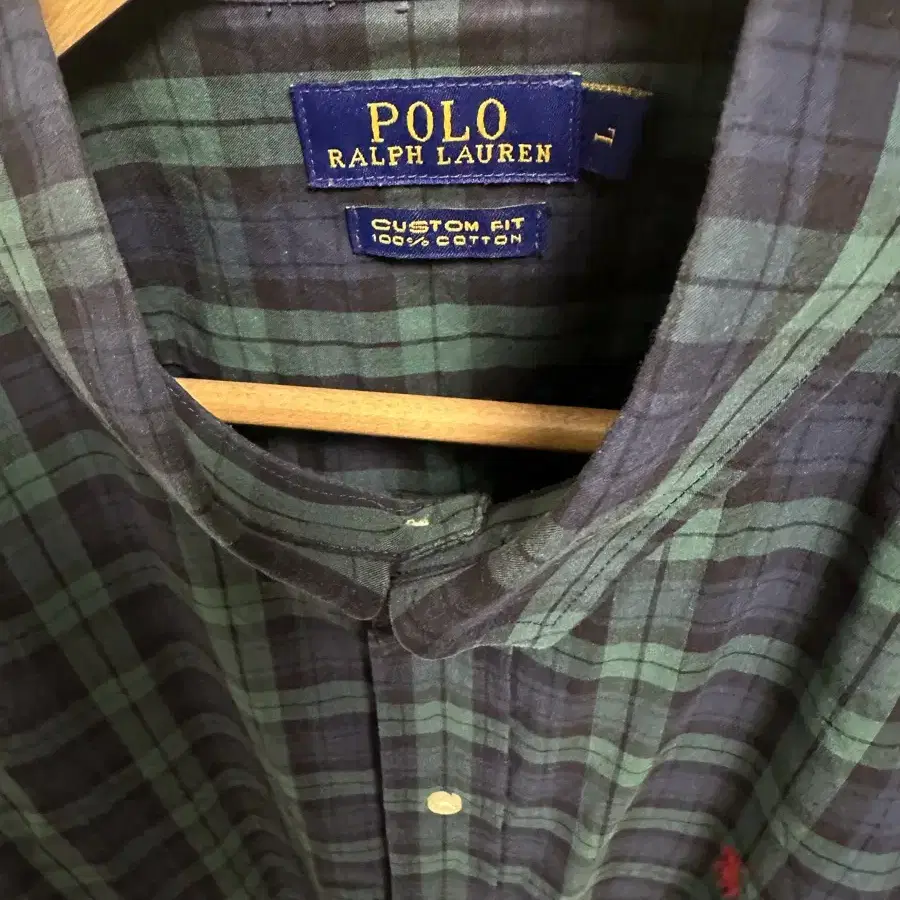 POLO
RALPH LAUREN
L
CUSTOM FIT
100% COTTON